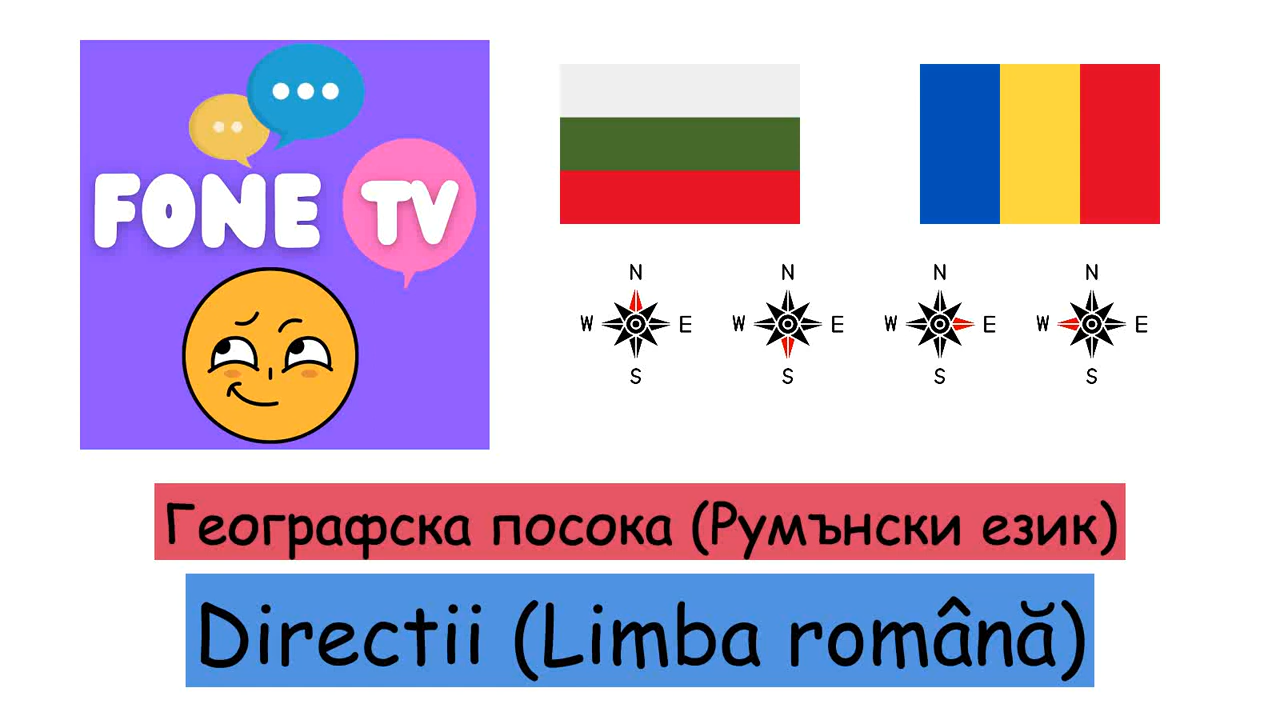 FONE TV
N N N N
W E W E W E W E
S S S S
Географска посока (Румънски език)
Directii (Limba română)